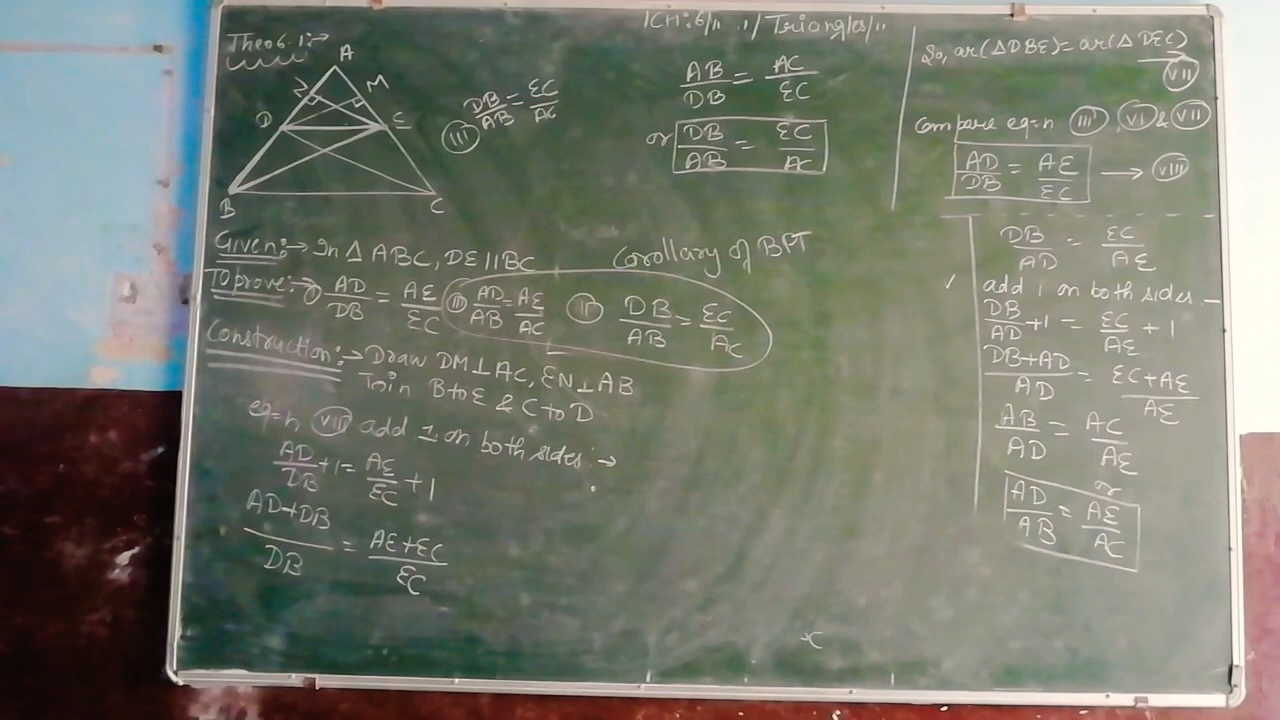 1CH:6/11 .1/Triangles/11
Theo 6.1:→
A
N M
D E
B C
(iii) DB/AB = EC/AC
Given:→ In Δ ABC, DE||BC
To prove:→ (i) AD/DB = AE/EC (ii) AD/AB = AE/AC (ii) DB/AB = EC/AC
Corollary of BPT
Construction:→ Draw DM⊥AC, EN⊥AB
Join B to E & C to D
eq=n (viii) add 1 on both sides:→
AD/DB + 1 = AE/EC + 1
AD+DB/DB = AE+EC/EC
AB/DB = AC/EC
or DB/AB = EC/AC
So, ar(ΔDBE) = ar(ΔDEC)
(vii)
Compare eq=n (iii), (vi) & (vii)
AD/DB = AE/EC → (viii)
DB/AD = EC/AE
✓ add 1 on both sides –
DB/AD + 1 = EC/AE + 1
DB+AD/AD = EC+AE/AE
AB/AD = AC/AE
or
AD/AB = AE/AC